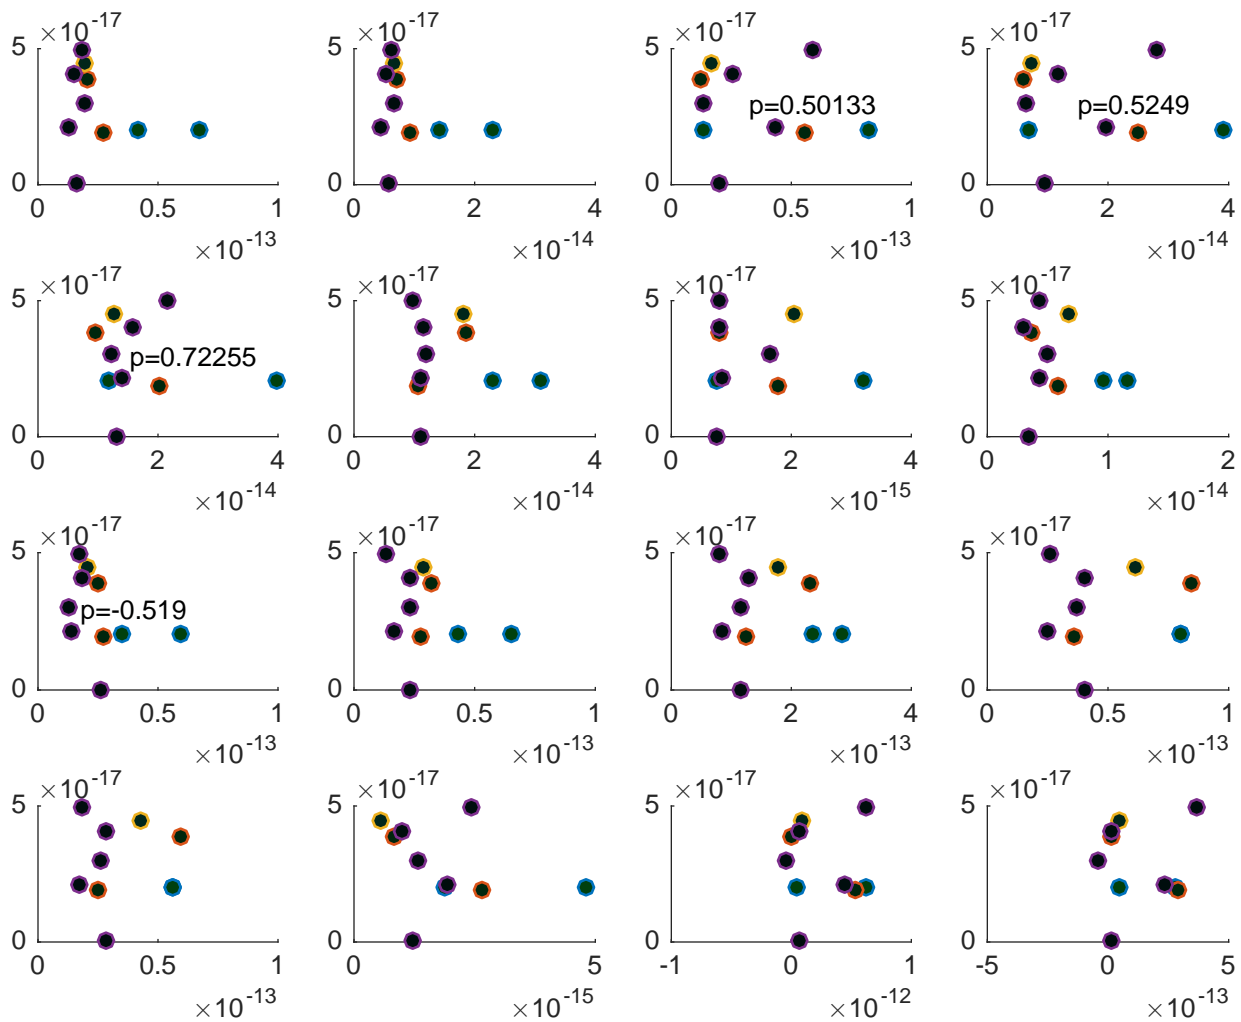 ×10^-17 ×10^-17 ×10^-17 ×10^-17
5 5 5 5
p=0.50133 p=0.5249
0 0 0 0
0 0.5 1 0 2 4 0 0.5 1 0 2 4
×10^-13 ×10^-14 ×10^-13 ×10^-14
×10^-17 ×10^-17 ×10^-17 ×10^-17
5 5 5 5
p=0.72255
0 0 0 0
0 2 4 0 2 4 0 2 4 0 1 2
×10^-14 ×10^-14 ×10^-15 ×10^-14
×10^-17 ×10^-17 ×10^-17 ×10^-17
5 5 5 5
p=-0.519
0 0 0 0
0 0.5 1 0 0.5 1 0 2 4 0 0.5 1
×10^-13 ×10^-13 ×10^-13 ×10^-13
×10^-17 ×10^-17 ×10^-17 ×10^-17
5 5 5 5
0 0 0 0
0 0.5 1 0 5 -1 0 1 -5 0 5
×10^-13 ×10^-15 ×10^-12 ×10^-13